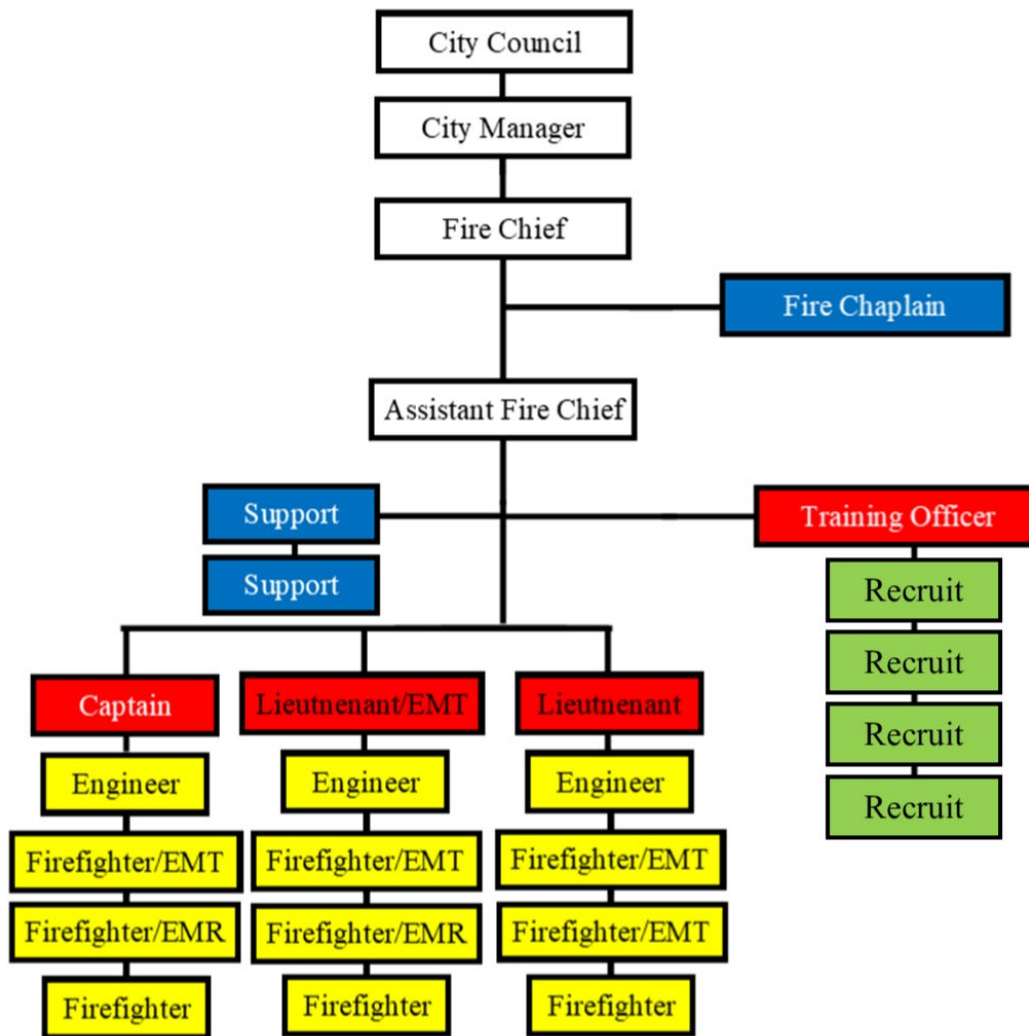 City Council
City Manager
Fire Chief
Fire Chaplain
Assistant Fire Chief
Support
Training Officer
Support
Recruit
Recruit
Recruit
Recruit
Captain
Lieutnenant/EMT
Lieutnenant
Engineer
Engineer
Engineer
Firefighter/EMT
Firefighter/EMT
Firefighter/EMT
Firefighter/EMR
Firefighter/EMR
Firefighter/EMT
Firefighter
Firefighter
Firefighter